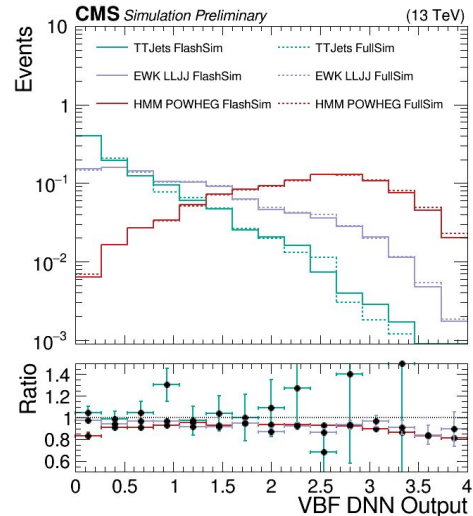 CMS Simulation Preliminary (13 TeV)
Events
10
1
10⁻¹
10⁻²
10⁻³
TTJets FlashSim TTJets FullSim
EWK LLJJ FlashSim EWK LLJJ FullSim
HMM POWHEG FlashSim HMM POWHEG FullSim
Ratio
1.4
1.2
1
0.8
0.6
0 0.5 1 1.5 2 2.5 3 3.5 4
VBF DNN Output